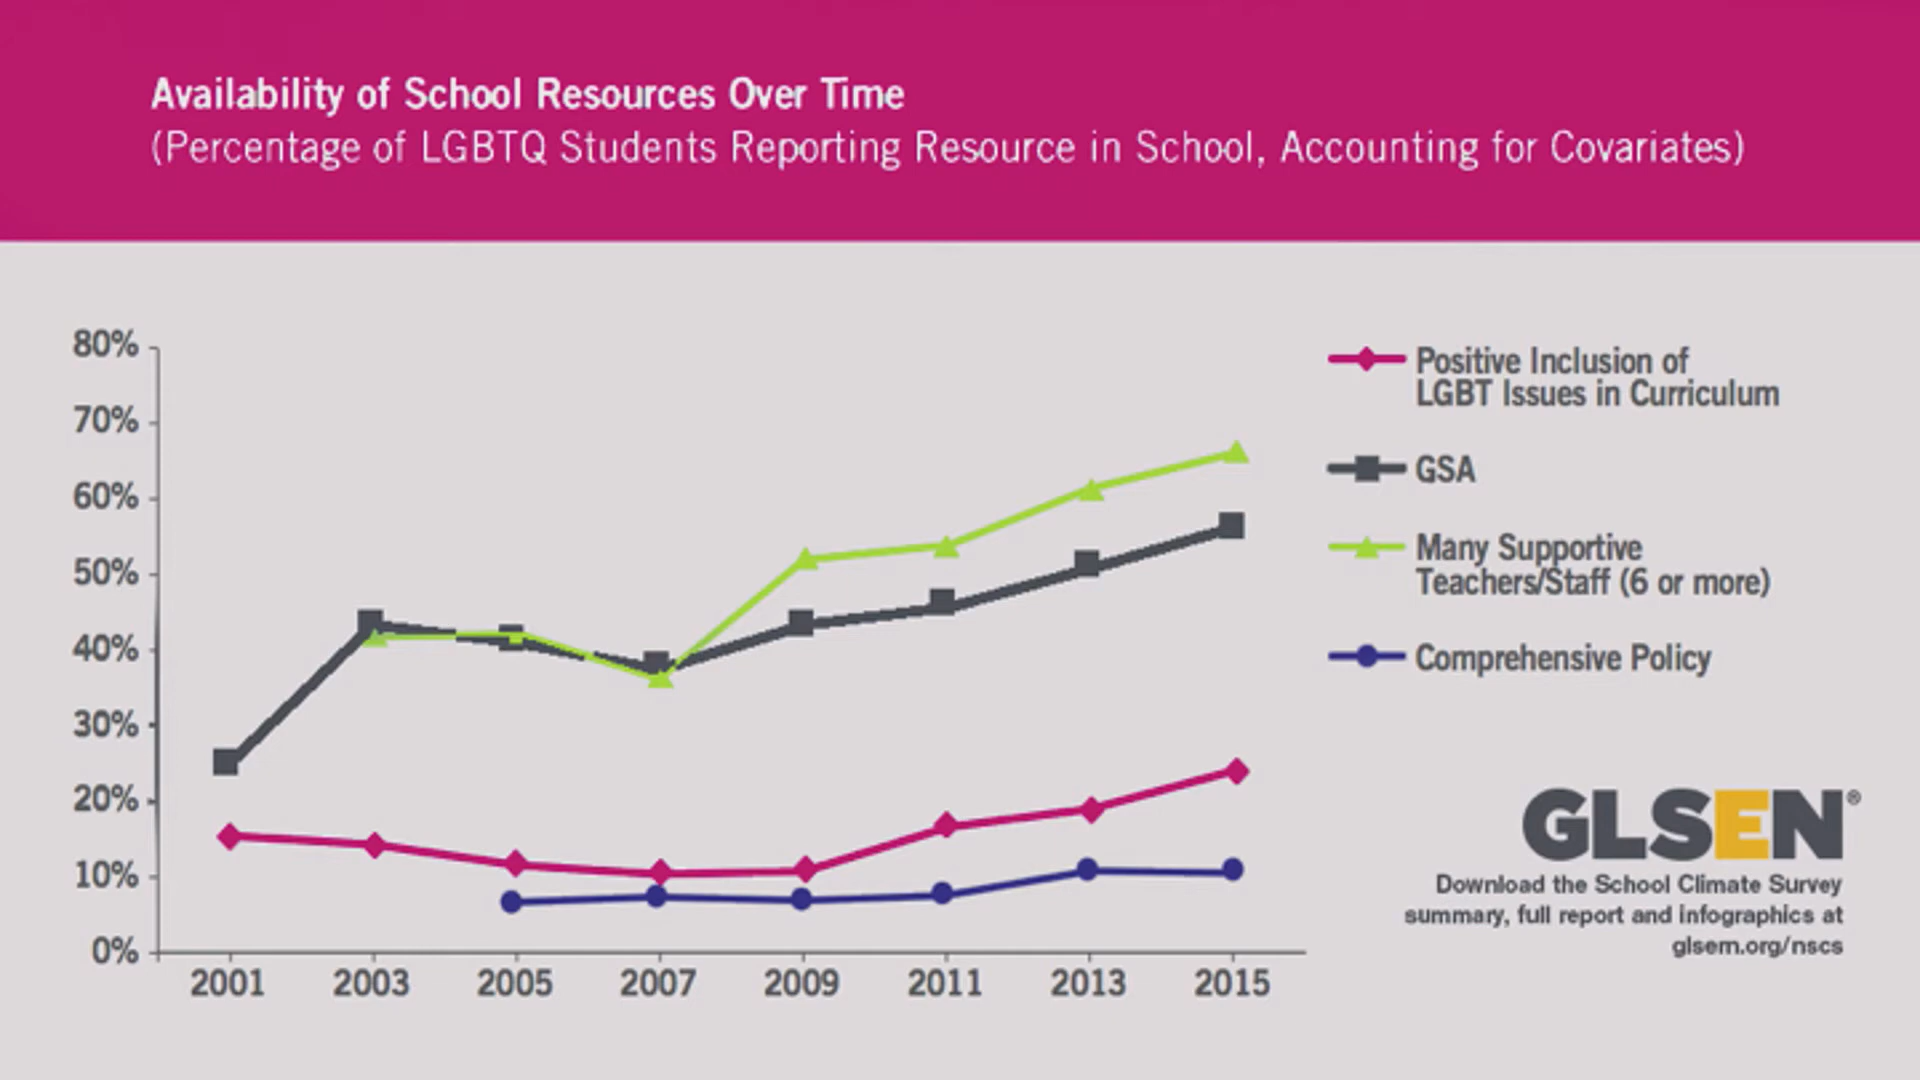 Availability of School Resources Over Time
(Percentage of LGBTQ Students Reporting Resource in School, Accounting for Covariates)
80%
70%
60%
50%
40%
30%
20%
10%
0%
2001 2003 2005 2007 2009 2011 2013 2015
Positive Inclusion of
LGBT Issues in Curriculum
GSA
Many Supportive
Teachers/Staff (6 or more)
Comprehensive Policy
GLSEN®
Download the School Climate Survey
summary, full report and infographics at
glsen.org/nscs